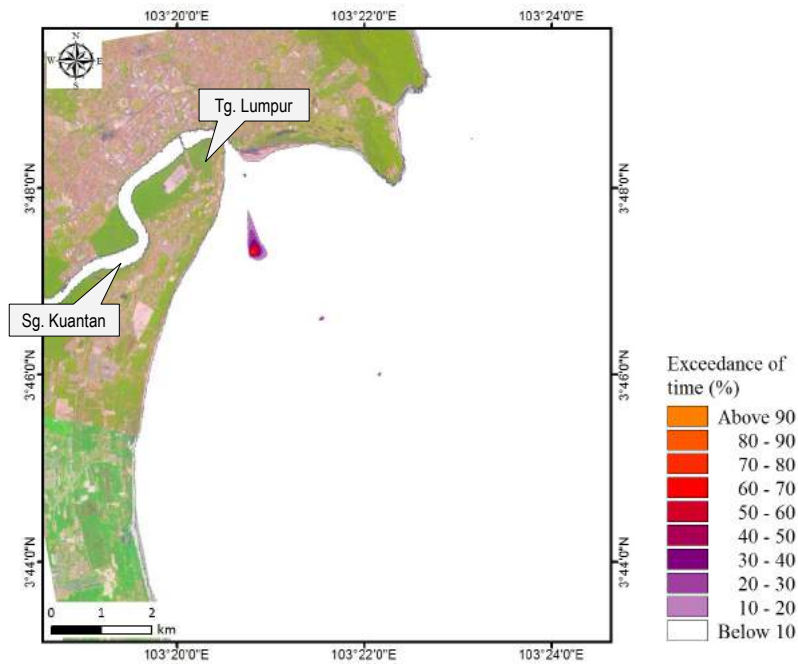 103°20'0"E 103°22'0"E 103°24'0"E
N
W E
S
Tg. Lumpur
3°48'0"N 3°48'0"N
Sg. Kuantan
3°46'0"N 3°46'0"N
Exceedance of
time (%)
Above 90
80 - 90
70 - 80
60 - 70
50 - 60
40 - 50
30 - 40
20 - 30
10 - 20
Below 10
3°44'0"N 3°44'0"N
0 1 2
km
103°20'0"E 103°22'0"E 103°24'0"E